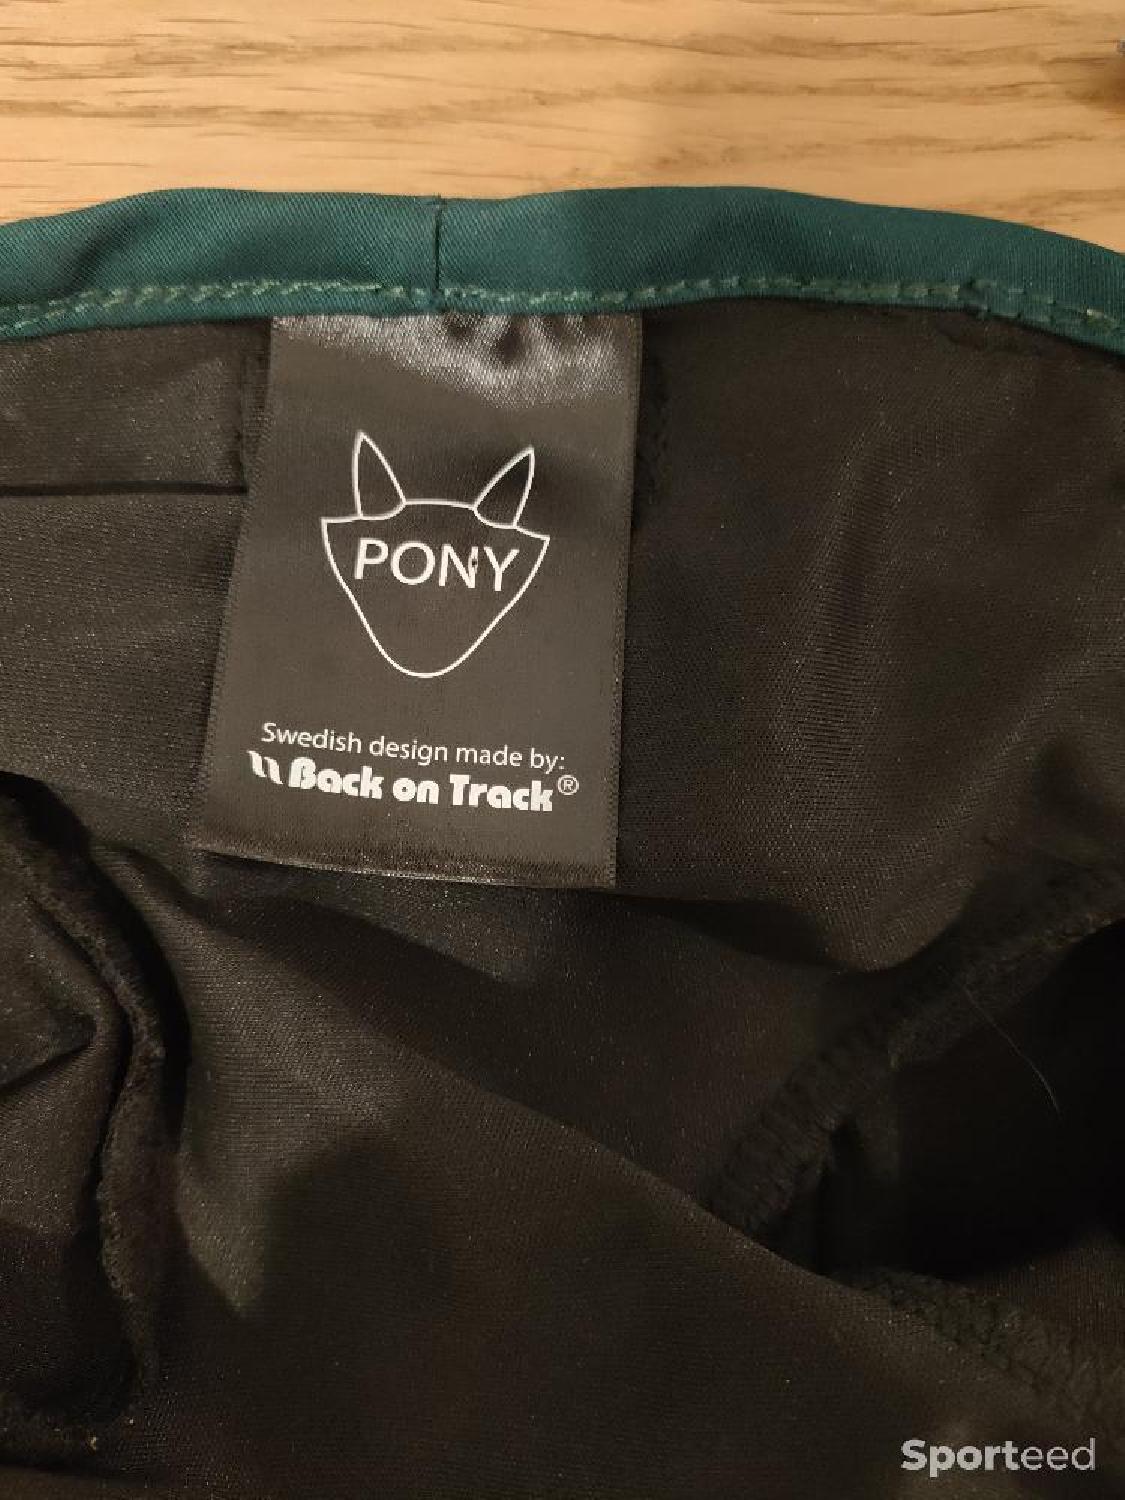 PONY
Swedish design made by:
Back on Track®
Sporteed